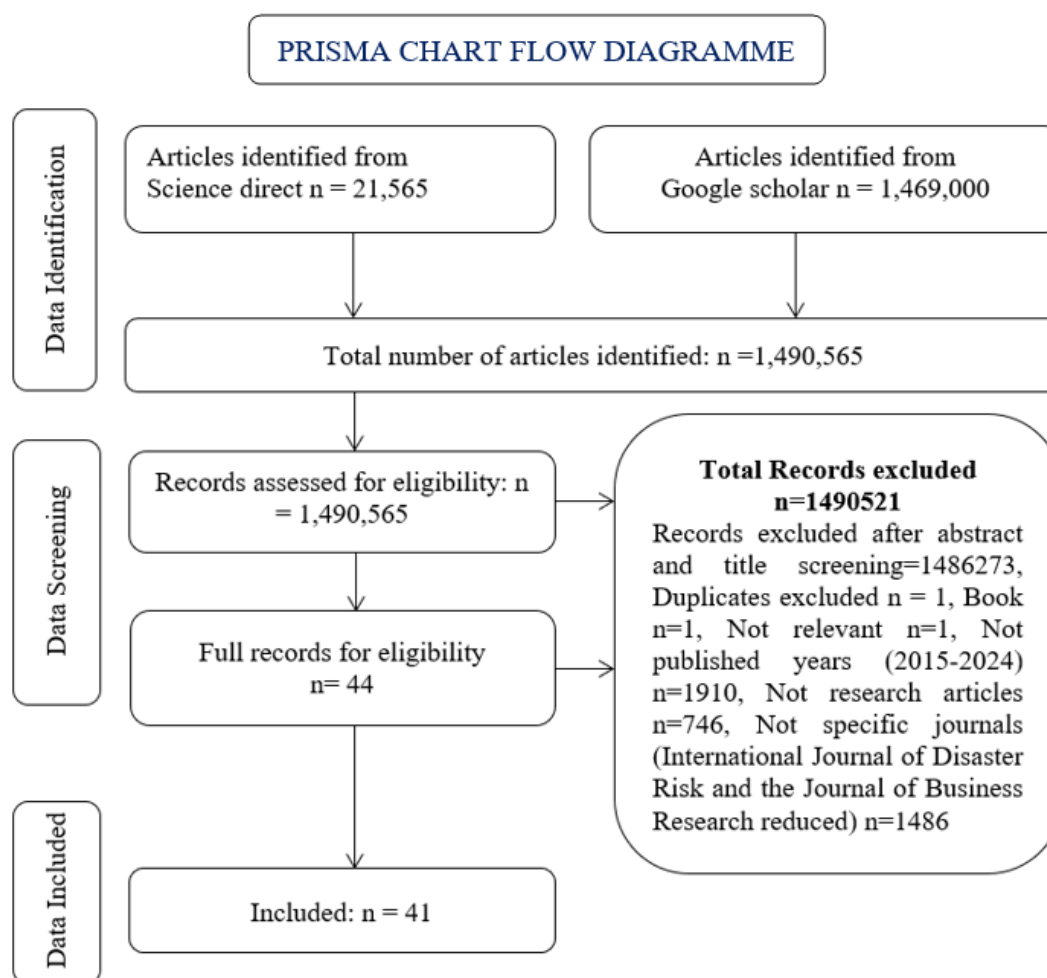 PRISMA CHART FLOW DIAGRAMME
Data Identification
Articles identified from
Science direct n = 21,565
Articles identified from
Google scholar n = 1,469,000
Total number of articles identified: n =1,490,565
Data Screening
Records assessed for eligibility: n
= 1,490,565
Total Records excluded
n=1490521
Records excluded after abstract
and title screening=1486273,
Duplicates excluded n = 1, Book
n=1, Not relevant n=1, Not
published years (2015-2024)
n=1910, Not research articles
n=746, Not specific journals
(International Journal of Disaster
Risk and the Journal of Business
Research reduced) n=1486
Full records for eligibility
n= 44
Data Included
Included: n = 41